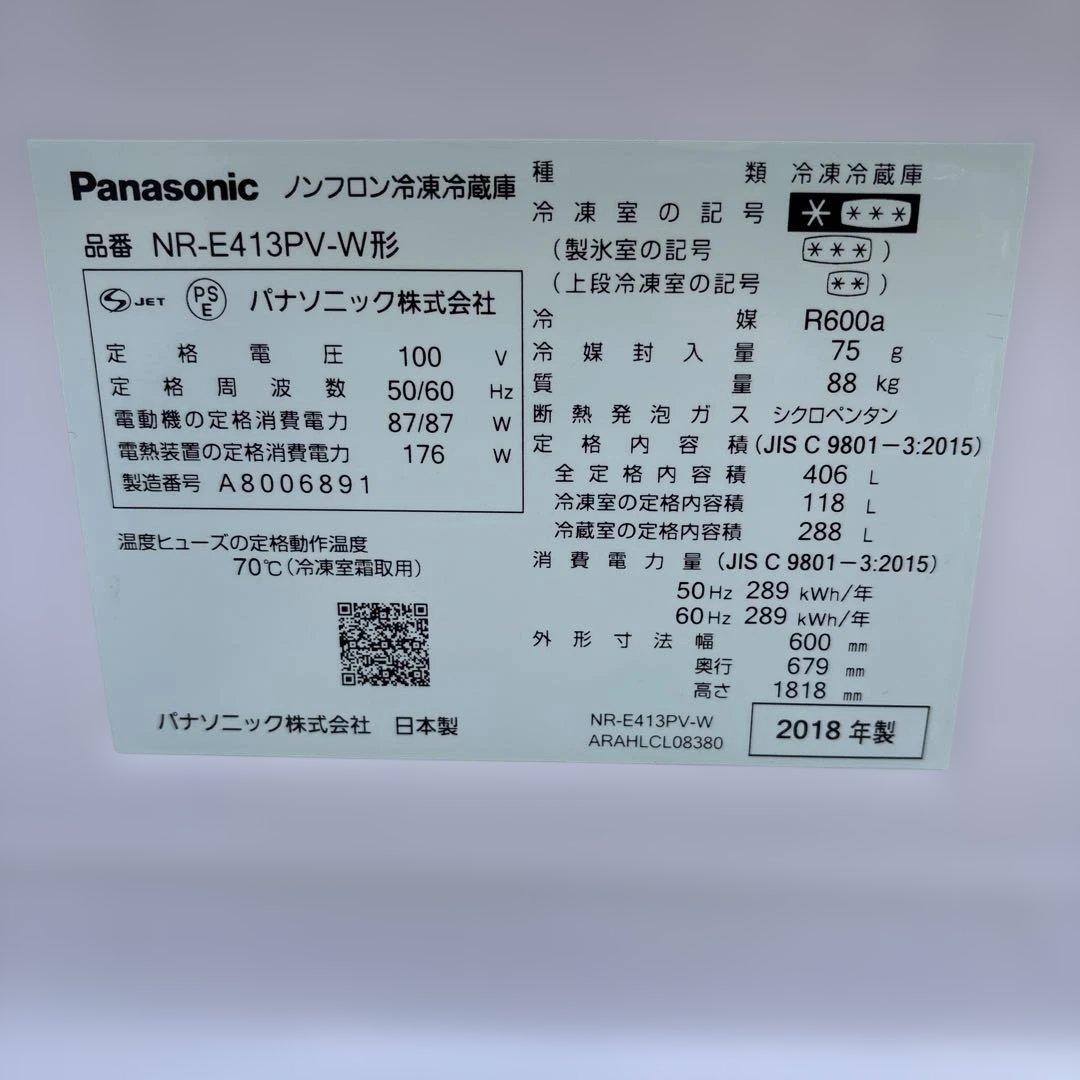 Panasonic ノンフロン冷凍冷蔵庫
品番 NR-E413PV-W形
JET PSE パナソニック株式会社
定格電圧 100 V
定格周波数 50/60 Hz
電動機の定格消費電力 87/87 W
電熱装置の定格消費電力 176 W
製造番号 A8006891
温度ヒューズの定格動作温度
70℃(冷凍室霜取用)
パナソニック株式会社 日本製
種類 冷凍冷蔵庫
冷凍室の記号 * ***
(製氷室の記号 ***)
(上段冷凍室の記号 **)
冷媒 R600a
冷媒封入量 75 g
質量 88 kg
断熱発泡ガス シクロペンタン
定格内容積 (JIS C 9801-3:2015)
全定格内容積 406 L
冷凍室の定格内容積 118 L
冷蔵室の定格内容積 288 L
消費電力量 (JIS C 9801-3:2015)
50Hz 289 kWh/年
60Hz 289 kWh/年
外形寸法 幅 600 mm
奥行 679 mm
高さ 1818 mm
NR-E413PV-W
ARAHLCL08380
2018年製